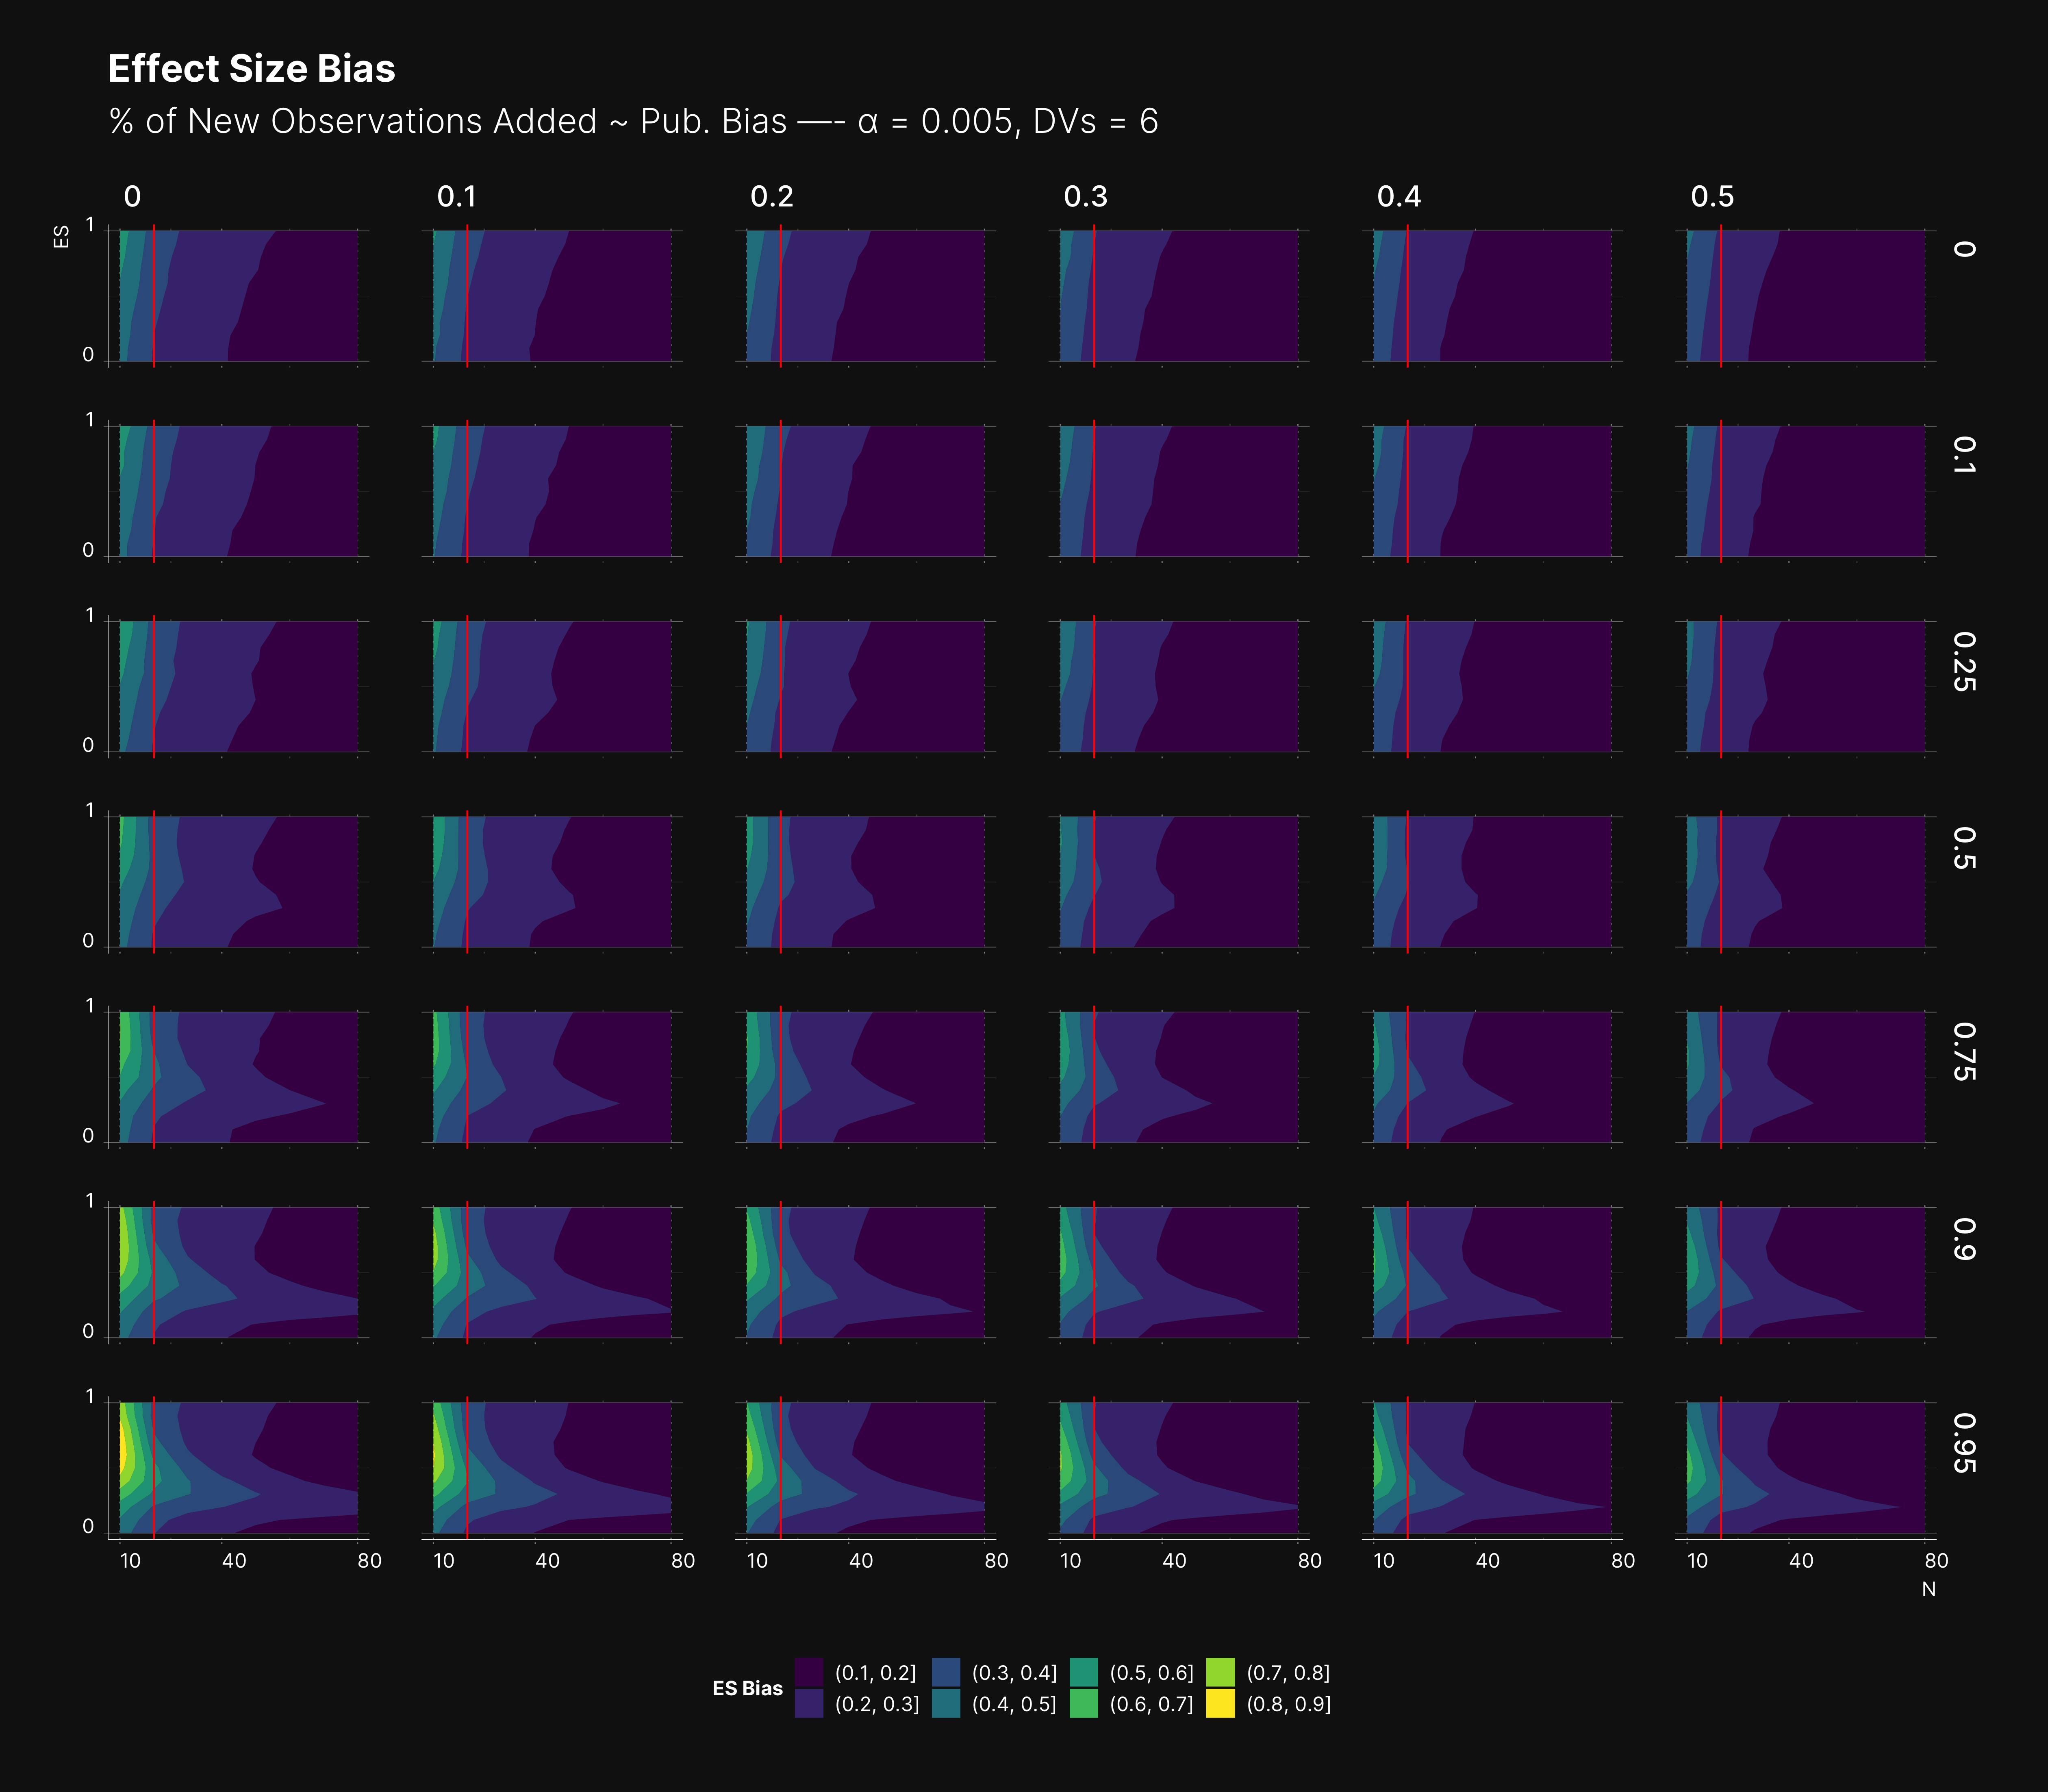 Effect Size Bias
% of New Observations Added ~ Pub. Bias —- α = 0.005, DVs = 6
0 0.1 0.2 0.3 0.4 0.5
ES
1
0
0
1
0
0.1
1
0
0.25
1
0
0.5
1
0
0.75
1
0
0.9
1
0
0.95
10 40 80 10 40 80 10 40 80 10 40 80 10 40 80 10 40 80
N
ES Bias
(0.1, 0.2] (0.3, 0.4] (0.5, 0.6] (0.7, 0.8]
(0.2, 0.3] (0.4, 0.5] (0.6, 0.7] (0.8, 0.9]